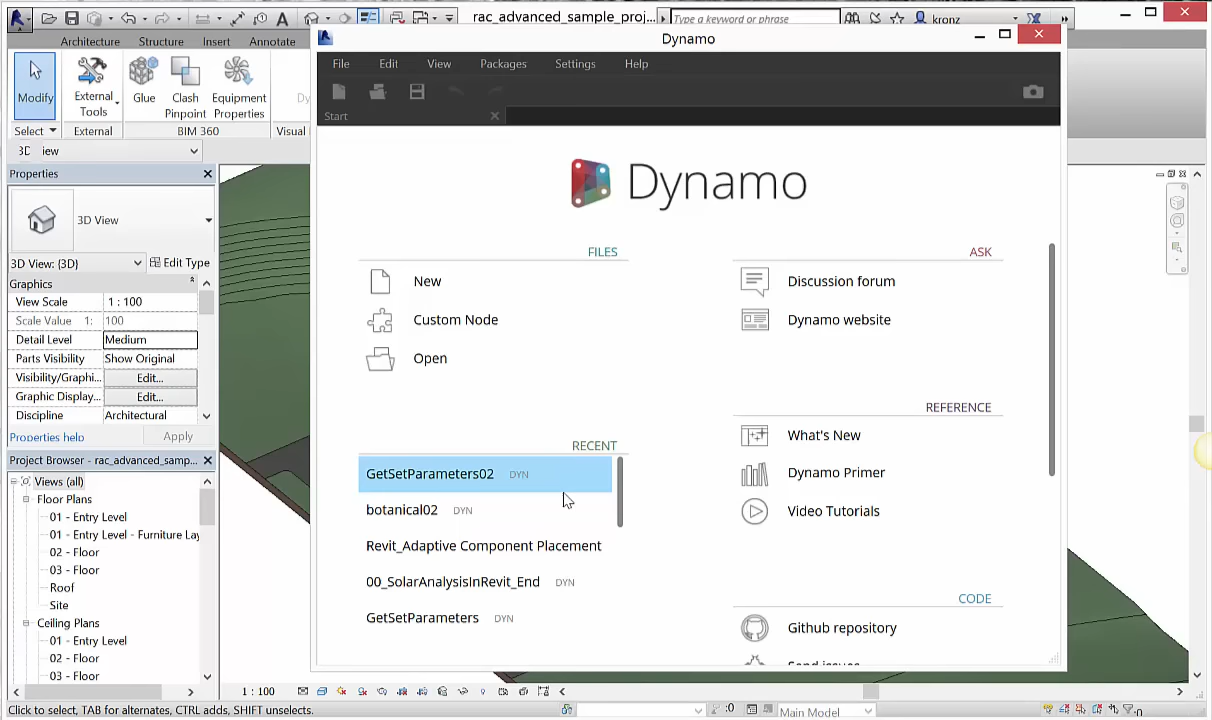 rac_advanced_sample_proj...
Type a keyword or phrase
kronz
Architecture
Structure
Insert
Annotate
Modify
External
Tools
Glue
Clash
Pinpoint
Equipment
Properties
Dy
Select
External
BIM 360
Visual
3D iew
Properties
3D View
3D View: {3D}
Edit Type
Graphics
View Scale
1 : 100
Scale Value 1:
100
Detail Level
Medium
Parts Visibility
Show Original
Visibility/Graphi...
Edit...
Graphic Display...
Edit...
Discipline
Architectural
Properties help
Apply
Project Browser - rac_advanced_samp...
Views (all)
Floor Plans
01 - Entry Level
01 - Entry Level - Furniture Lay
02 - Floor
03 - Floor
Roof
Site
Ceiling Plans
01 - Entry Level
02 - Floor
03 - Floor
Dynamo
File
Edit
View
Packages
Settings
Help
Start
Dynamo
FILES
New
Custom Node
Open
RECENT
GetSetParameters02 DYN
botanical02 DYN
Revit_Adaptive Component Placement
00_SolarAnalysisInRevit_End DYN
GetSetParameters DYN
ASK
Discussion forum
Dynamo website
REFERENCE
What's New
Dynamo Primer
Video Tutorials
CODE
Github repository
Send issues
1 : 100
Click to select, TAB for alternates, CTRL adds, SHIFT unselects.
:0
Main Model
:0